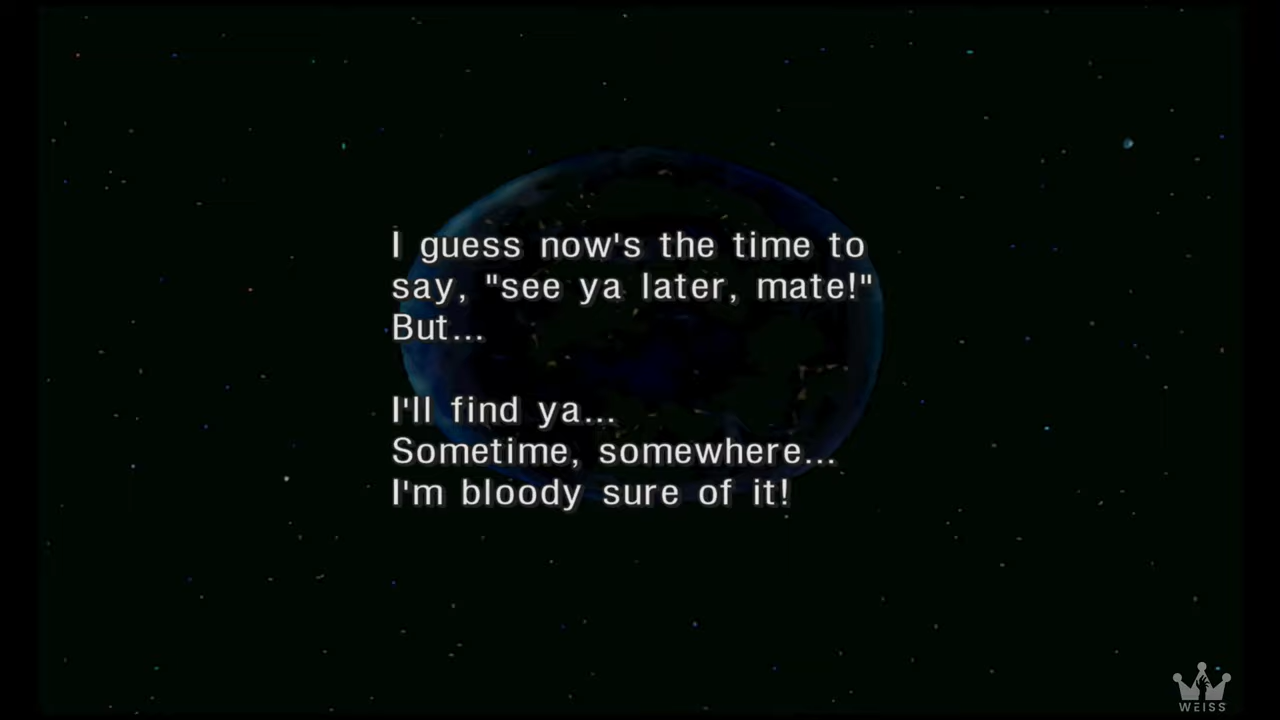 I guess now's the time to
say, "see ya later, mate!"
But...
I'll find ya...
Sometime, somewhere...
I'm bloody sure of it!
WEISS